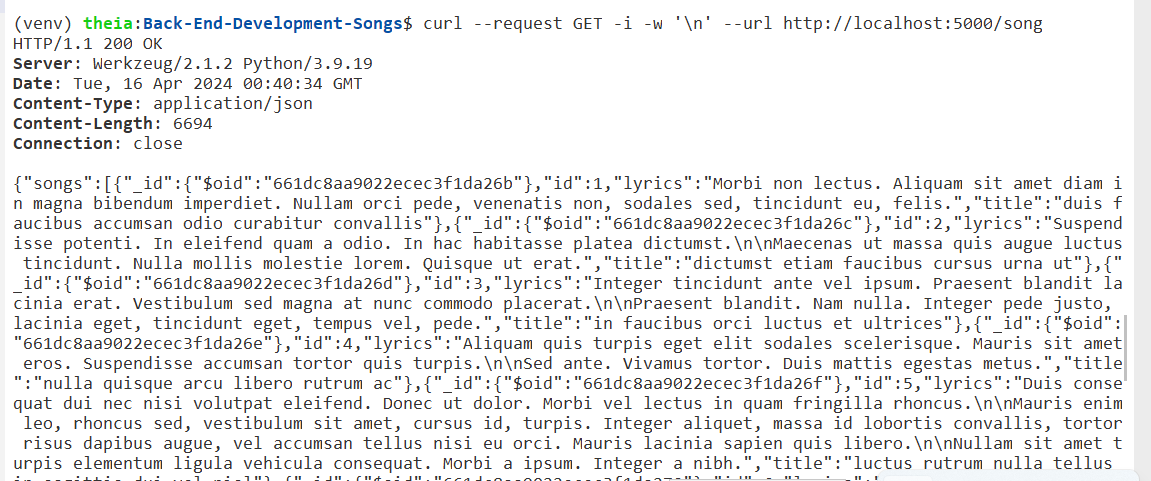 (venv) theia:Back-End-Development-Songs$ curl --request GET -i -w '\n' --url http://localhost:5000/song
HTTP/1.1 200 OK
Server: Werkzeug/2.1.2 Python/3.9.19
Date: Tue, 16 Apr 2024 00:40:34 GMT
Content-Type: application/json
Content-Length: 6694
Connection: close

{"songs":[{"_id":{"$oid":"661dc8aa9022ecec3f1da26b"},"id":1,"lyrics":"Morbi non lectus. Aliquam sit amet diam i
n magna bibendum imperdiet. Nullam orci pede, venenatis non, sodales sed, tincidunt eu, felis.","title":"duis f
aucibus accumsan odio curabitur convallis"},{"_id":{"$oid":"661dc8aa9022ecec3f1da26c"},"id":2,"lyrics":"Suspend
isse potenti. In eleifend quam a odio. In hac habitasse platea dictumst.\n\nMaecenas ut massa quis augue luctus
 tincidunt. Nulla mollis molestie lorem. Quisque ut erat.","title":"dictumst etiam faucibus cursus urna ut"},{"
_id":{"$oid":"661dc8aa9022ecec3f1da26d"},"id":3,"lyrics":"Integer tincidunt ante vel ipsum. Praesent blandit la
cinia erat. Vestibulum sed magna at nunc commodo placerat.\n\nPraesent blandit. Nam nulla. Integer pede justo,
lacinia eget, tincidunt eget, tempus vel, pede.","title":"in faucibus orci luctus et ultrices"},{"_id":{"$oid":
"661dc8aa9022ecec3f1da26e"},"id":4,"lyrics":"Aliquam quis turpis eget elit sodales scelerisque. Mauris sit amet
 eros. Suspendisse accumsan tortor quis turpis.\n\nSed ante. Vivamus tortor. Duis mattis egestas metus.","title
":"nulla quisque arcu libero rutrum ac"},{"_id":{"$oid":"661dc8aa9022ecec3f1da26f"},"id":5,"lyrics":"Duis conse
quat dui nec nisi volutpat eleifend. Donec ut dolor. Morbi vel lectus in quam fringilla rhoncus.\n\nMauris enim
 leo, rhoncus sed, vestibulum sit amet, cursus id, turpis. Integer aliquet, massa id lobortis convallis, tortor
 risus dapibus augue, vel accumsan tellus nisi eu orci. Mauris lacinia sapien quis libero.\n\nNullam sit amet t
urpis elementum ligula vehicula consequat. Morbi a ipsum. Integer a nibh.","title":"luctus rutrum nulla tellus